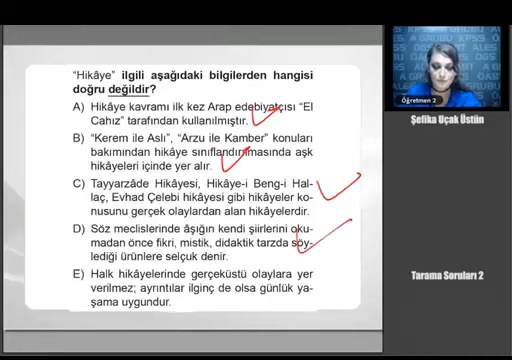 "Hikâye" ilgili aşağıdaki bilgilerden hangisi
doğru değildir?
A) Hikâye kavramı ilk kez Arap edebiyatçısı "El
Cahız" tarafından kullanılmıştır.
B) "Kerem ile Aslı", "Arzu ile Kamber" konuları
bakımından hikâye sınıflandırılmasında aşk
hikâyeleri içinde yer alır.
C) Tayyarzâde Hikâyesi, Hikâye-i Beng-i Hal-
laç, Evhad Çelebi hikâyesi gibi hikâyeler ko-
nusunu gerçek olaylardan alan hikâyelerdir.
D) Söz meclislerinde âşığın kendi şiirlerini oku-
madan önce fikri, mistik, didaktik tarzda söy-
lediği ürünlere selçuk denir.
E) Halk hikâyelerinde gerçeküstü olaylara yer
verilmez; ayrıntılar ilginç de olsa günlük ya-
şama uygundur.
Öğretmen 2
Şefika Uçak Üstün
Tarama Soruları 2